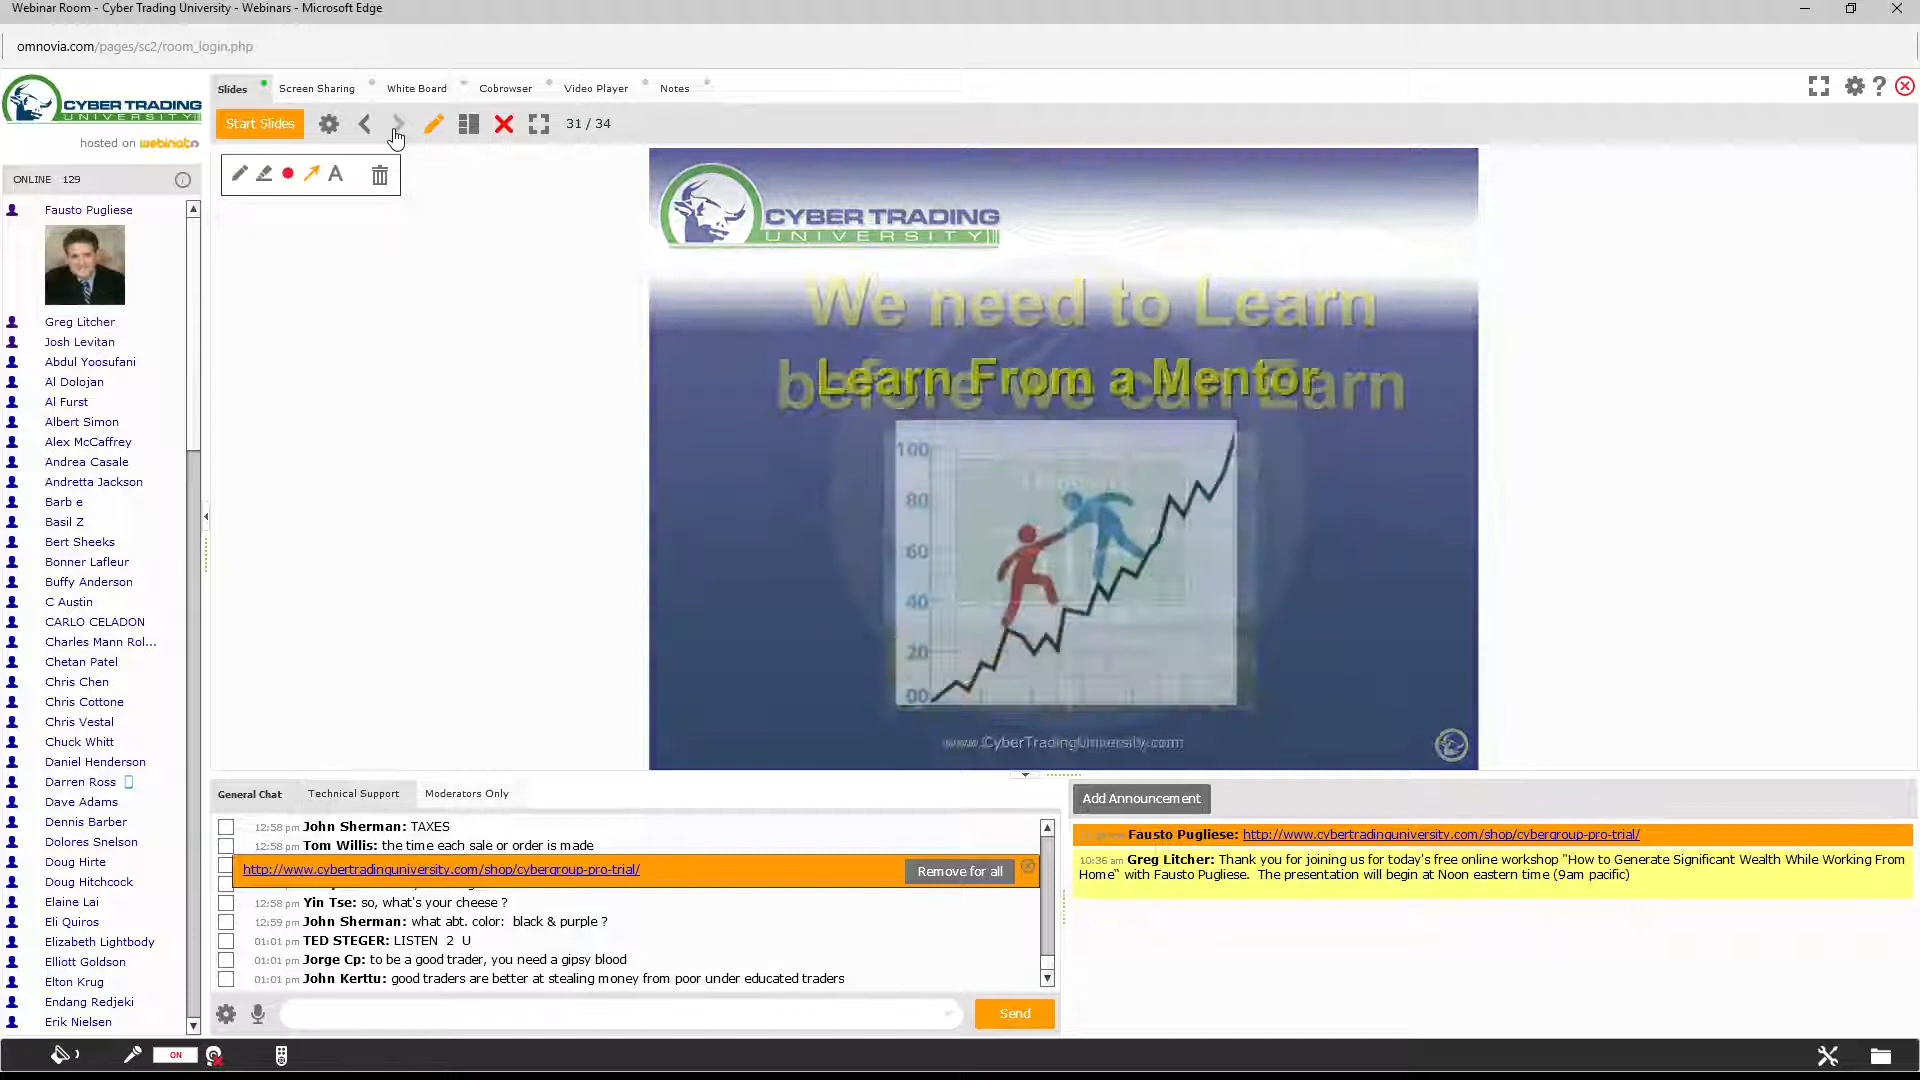 Webinar Room - Cyber Trading University - Webinars - Microsoft Edge
omnovia.com/pages/sc2/room_login.php
CYBER TRADING
UNIVERSITY
hosted on webinato
Slides
Screen Sharing
White Board
Cobrowser
Video Player
Notes
Start Slides
31 / 34
A
ONLINE 129
Fausto Pugliese
Greg Litcher
Josh Levitan
Abdul Yoosufani
Al Dolojan
Al Furst
Albert Simon
Alex McCaffrey
Andrea Casale
Andretta Jackson
Barb e
Basil Z
Bert Sheeks
Bonner Lafleur
Buffy Anderson
C Austin
CARLO CELADON
Charles Mann Rol...
Chetan Patel
Chris Chen
Chris Cottone
Chris Vestal
Chuck Whitt
Daniel Henderson
Darren Ross
Dave Adams
Dennis Barber
Dolores Snelson
Doug Hirte
Doug Hitchcock
Elaine Lai
Eli Quiros
Elizabeth Lightbody
Elliott Goldson
Elton Krug
Endang Redjeki
Erik Nielsen
CYBER TRADING
UNIVERSITY
We need to Learn
before we can Earn
Learn From a Mentor
100
80
60
40
20
00
www.CyberTradingUniversity.com
General Chat
Technical Support
Moderators Only
12:58 pm John Sherman: TAXES
12:58 pm Tom Willis: the time each sale or order is made
http://www.cybertradinguniversity.com/shop/cybergroup-pro-trial/
Remove for all
12:58 pm Yin Tse: so, what's your cheese ?
12:59 pm John Sherman: what abt. color: black & purple ?
01:01 pm TED STEGER: LISTEN 2 U
01:01 pm Jorge Cp: to be a good trader, you need a gipsy blood
01:01 pm John Kerttu: good traders are better at stealing money from poor under educated traders
Send
Add Announcement
Fausto Pugliese: http://www.cybertradinguniversity.com/shop/cybergroup-pro-trial/
10:36 am Greg Litcher: Thank you for joining us for today's free online workshop "How to Generate Significant Wealth While Working From
Home" with Fausto Pugliese. The presentation will begin at Noon eastern time (9am pacific)
ON